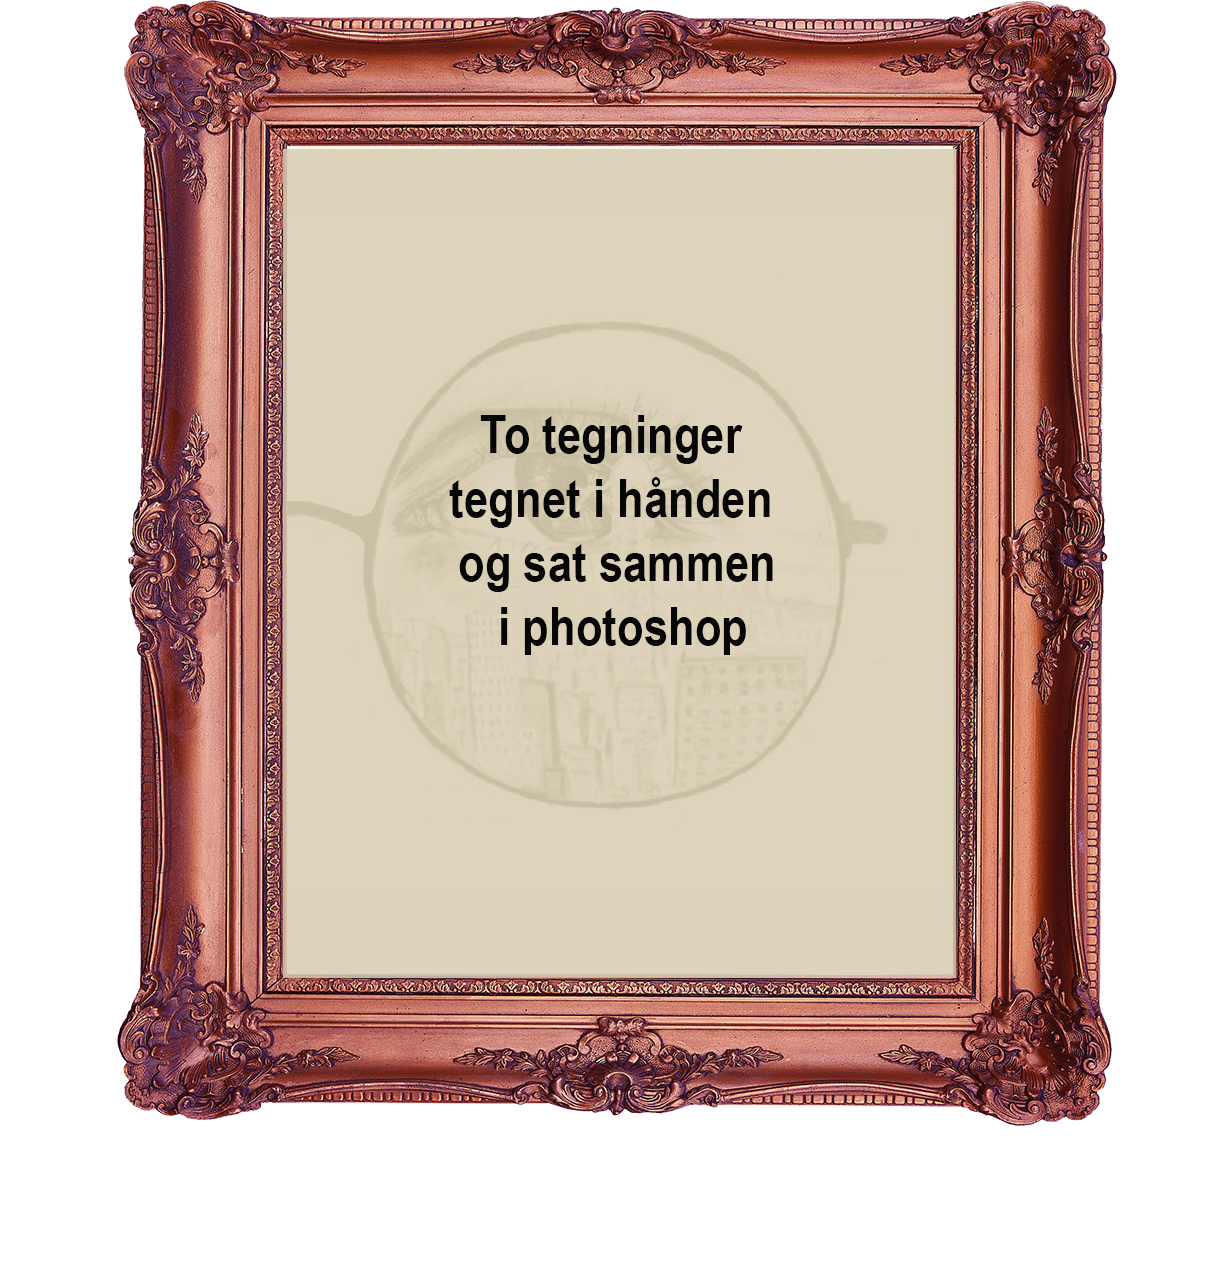 To tegninger
tegnet i hånden
og sat sammen
i photoshop